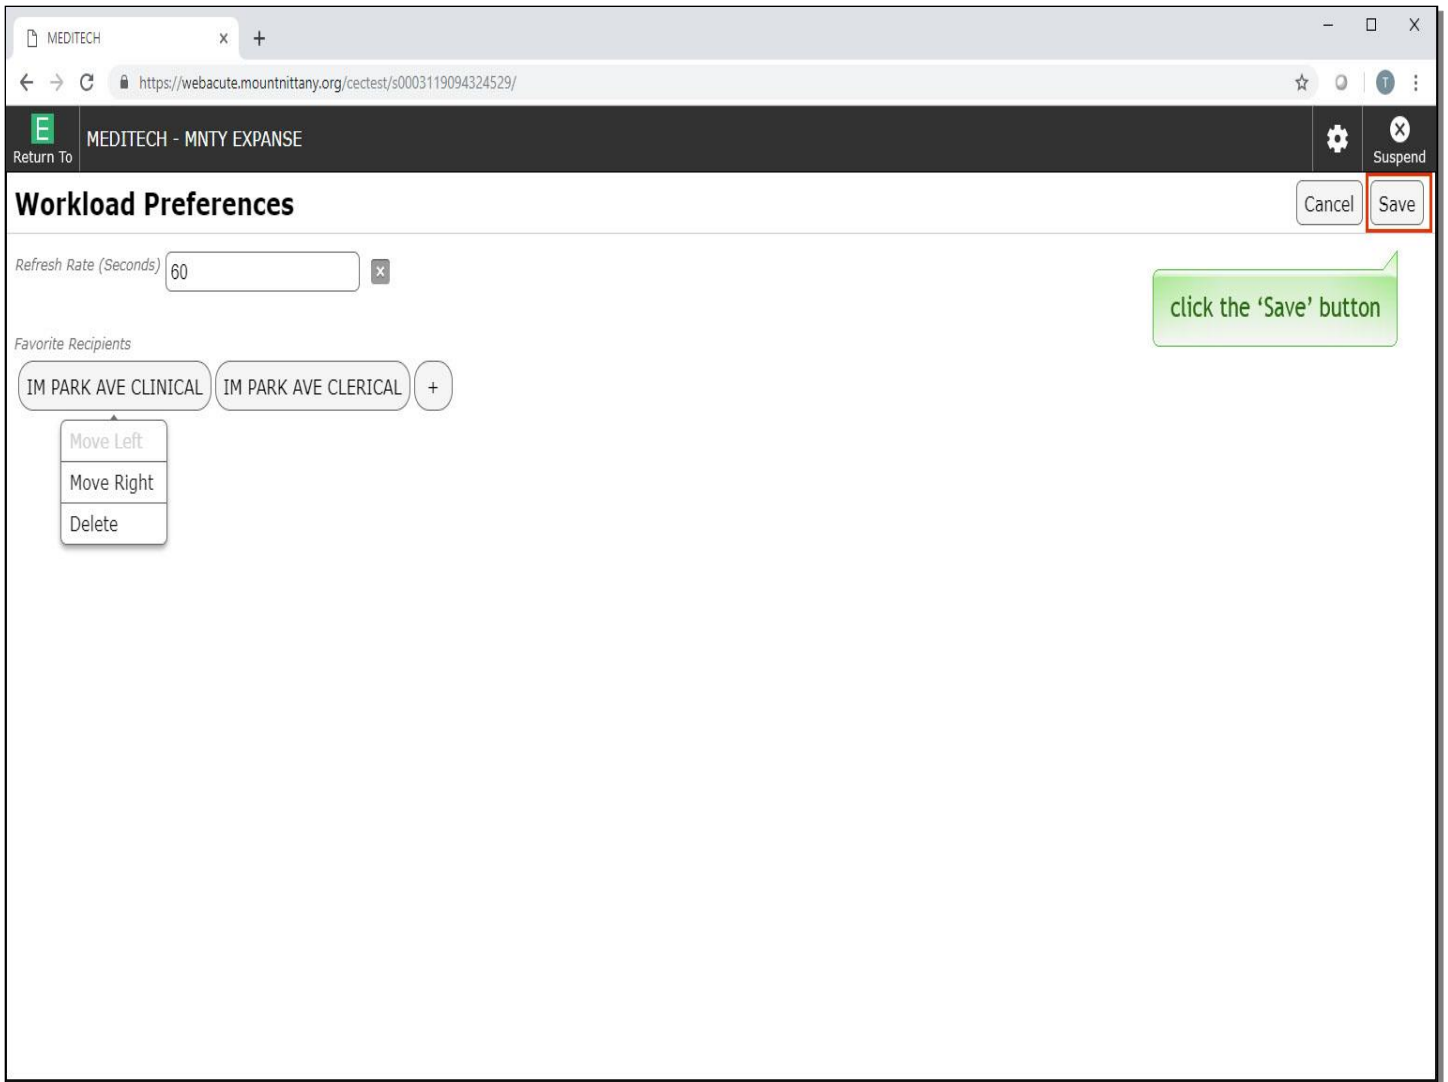 MEDITECH
https://webacute.mountnittany.org/cectest/s0003119094324529/
T
E
Return To
MEDITECH - MNTY EXPANSE
Suspend
Workload Preferences
Cancel
Save
Refresh Rate (Seconds) 60
click the ‘Save’ button
Favorite Recipients
IM PARK AVE CLINICAL IM PARK AVE CLERICAL +
Move Left
Move Right
Delete